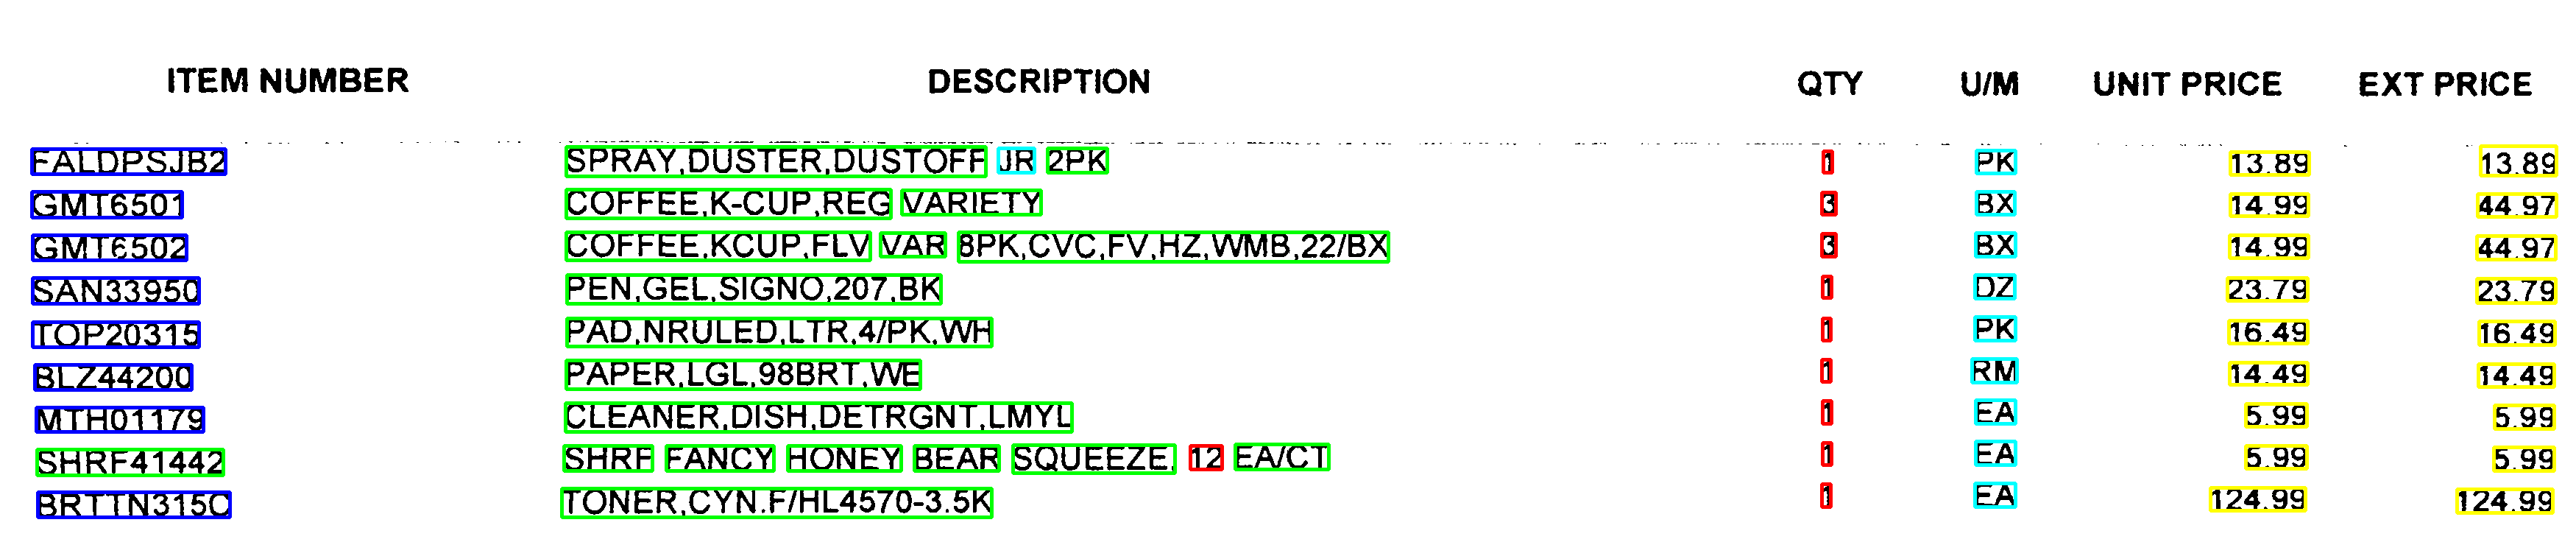 ITEM NUMBER DESCRIPTION QTY U/M UNIT PRICE EXT PRICE
FALDPSJB2 SPRAY,DUSTER,DUSTOFF JR 2PK 1 PK 13.89 13.89
GMT6501 COFFEE,K-CUP,REG VARIETY 3 BX 14.99 44.97
GMT6502 COFFEE,KCUP,FLV VAR 8PK,CVC,FV,HZ,WMB,22/BX 3 BX 14.99 44.97
SAN33950 PEN,GEL,SIGNO,207,BK 1 DZ 23.79 23.79
TOP20315 PAD,NRULED,LTR,4/PK,WH 1 PK 16.49 16.49
BLZ44200 PAPER,LGL,98BRT,WE 1 RM 14.49 14.49
MTH01179 CLEANER,DISH,DETRGNT,LMYL 1 EA 5.99 5.99
SHRF41442 SHRF FANCY HONEY BEAR SQUEEZE, 12 EA/CT 1 EA 5.99 5.99
BRTTN315C TONER,CYN.F/HL4570-3.5K 1 EA 124.99 124.99